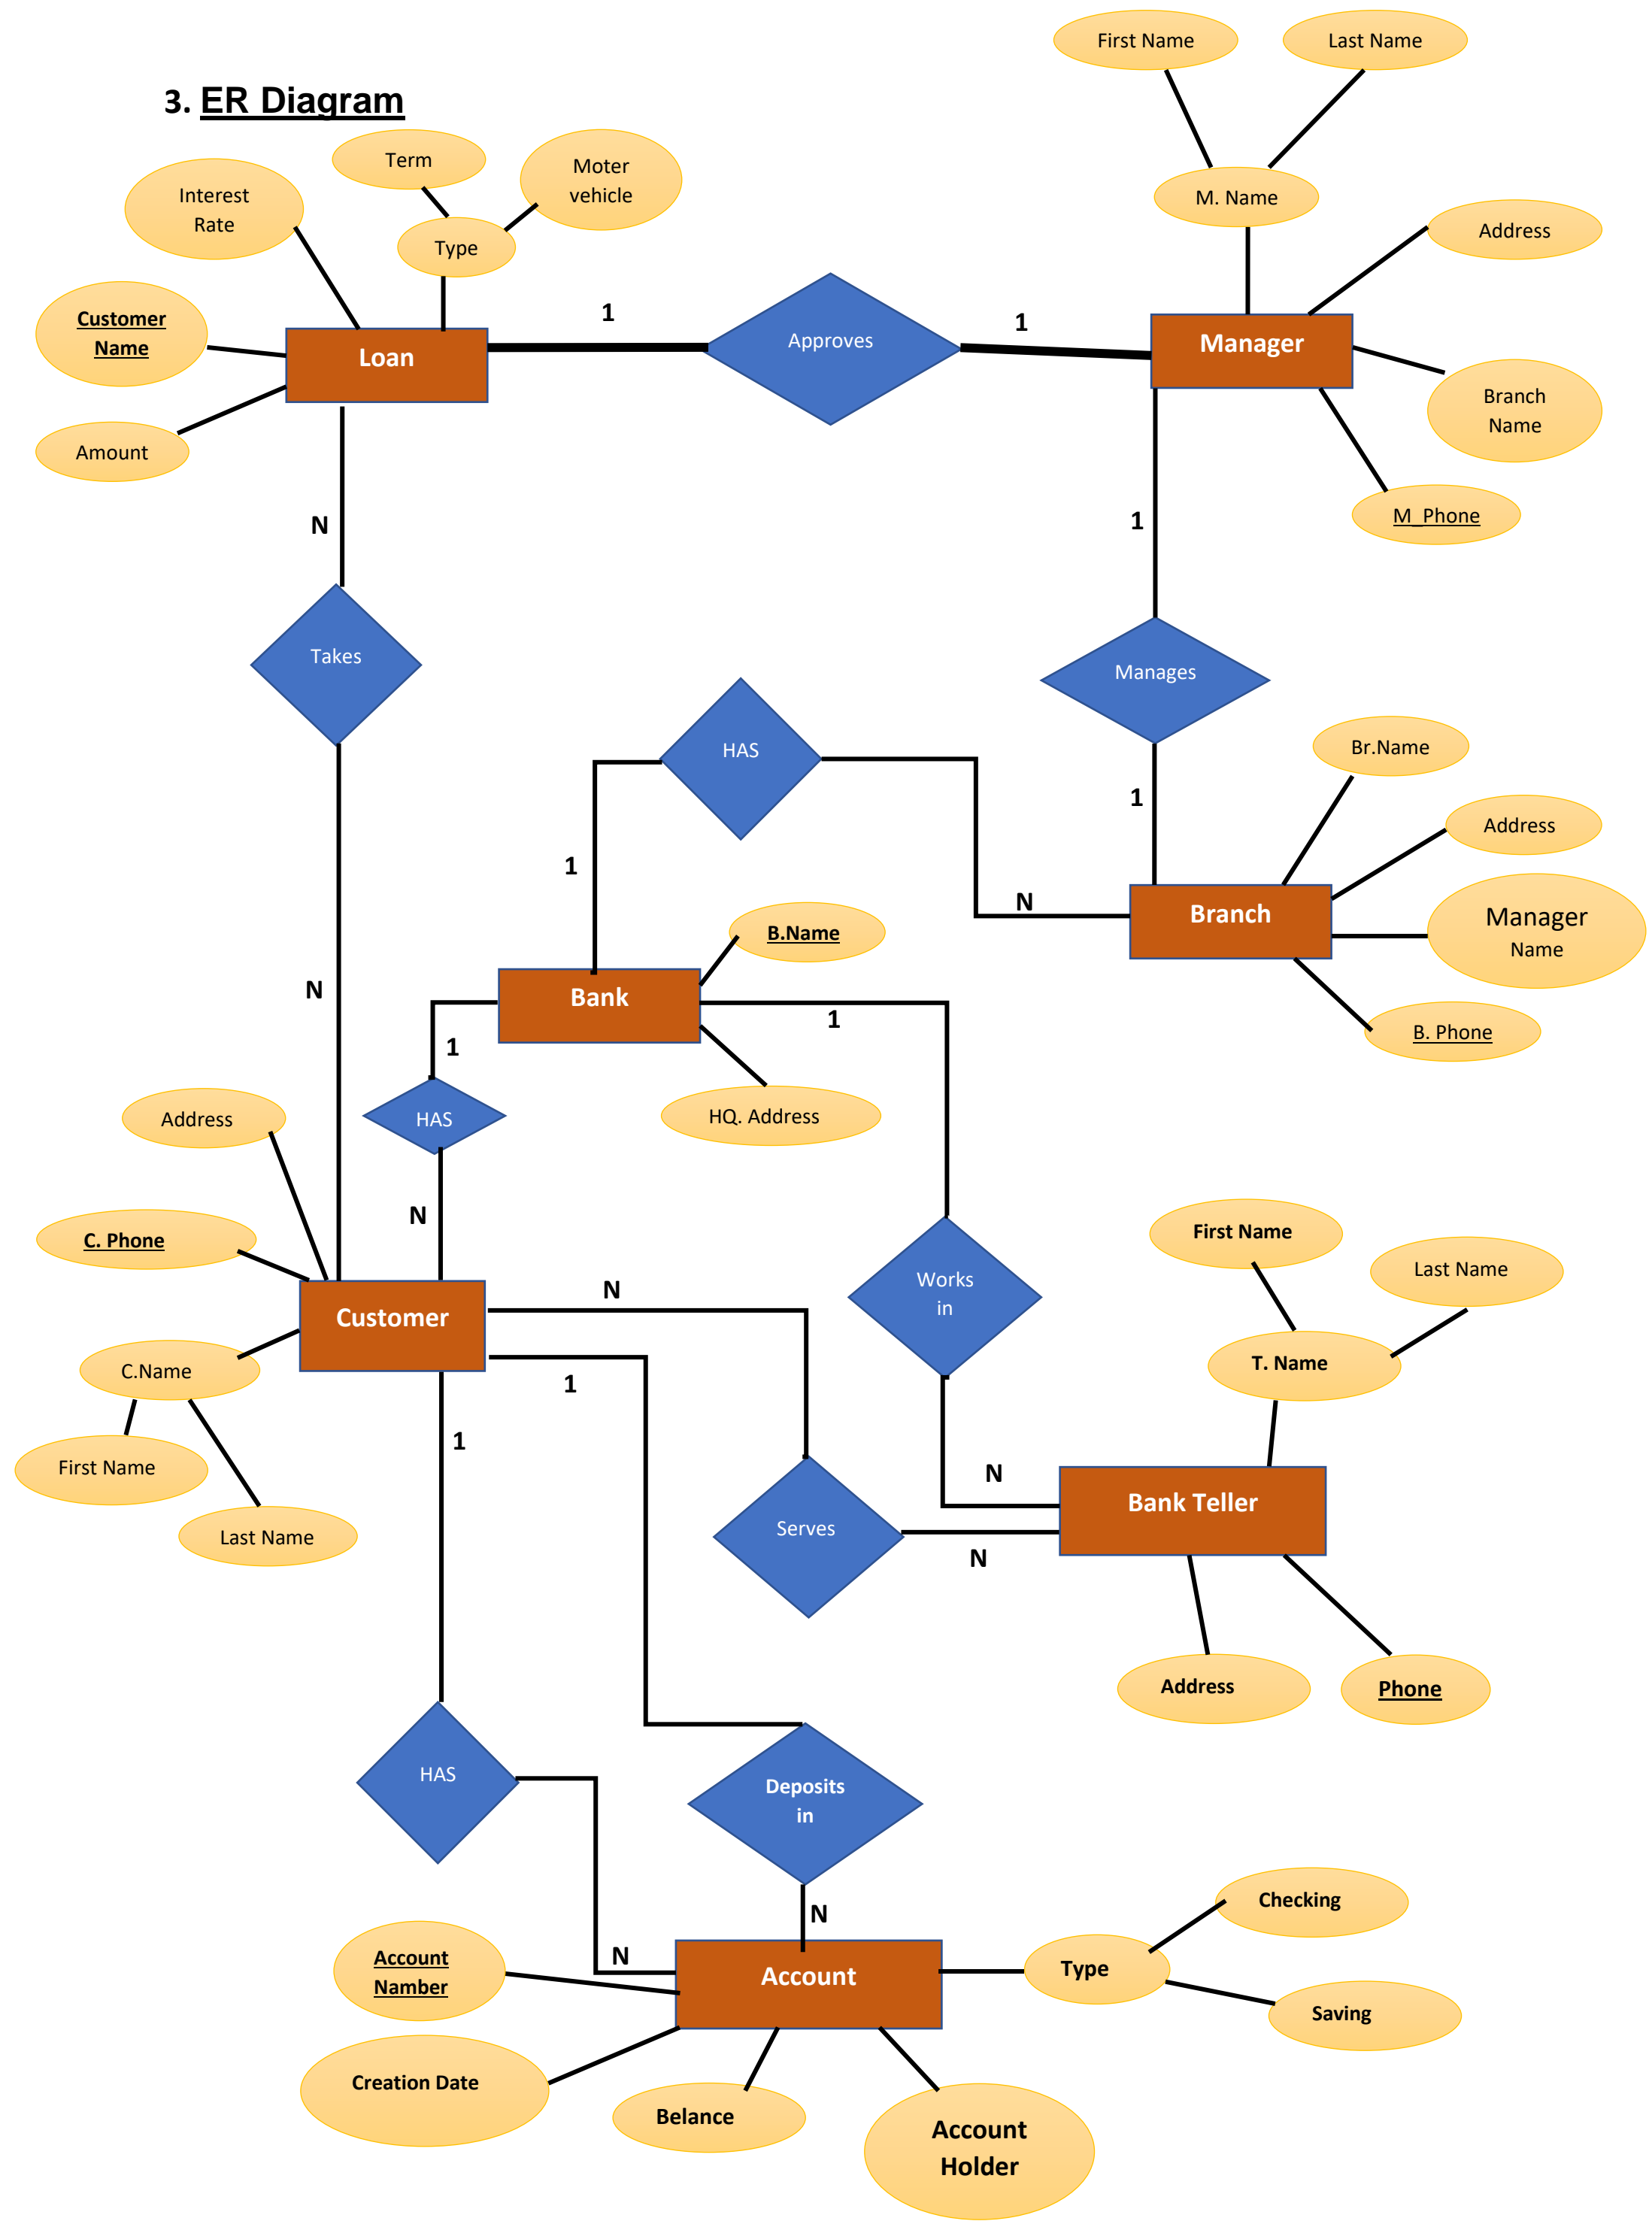 First Name
Last Name
3. ER Diagram
Term
Moter
vehicle
Interest
Rate
M. Name
Type
Address
Customer
Name
1
Approves
1
Manager
Loan
Branch
Name
Amount
M_Phone
N
1
Takes
Manages
HAS
Br.Name
1
Address
1
N
Branch
Manager
Name
B.Name
N
Bank
1
B. Phone
1
HQ. Address
Address
HAS
N
First Name
C. Phone
Last Name
Works
in
N
Customer
T. Name
C.Name
1
1
First Name
N
Bank Teller
Last Name
Serves
N
Address
Phone
HAS
Deposits
in
Checking
N
Account
Namber
N
Account
Type
Saving
Creation Date
Belance
Account
Holder